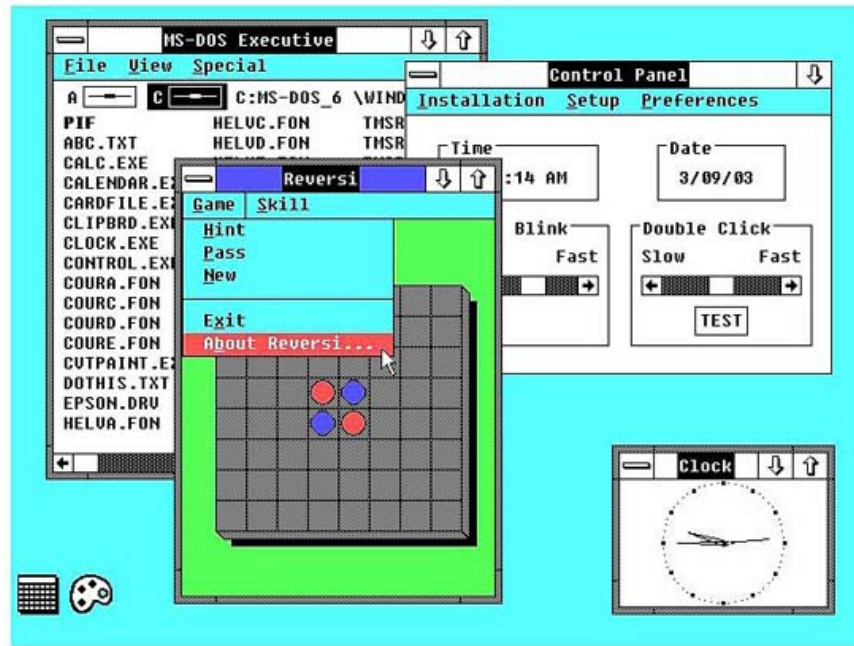 MS-DOS Executive
File View Special
A C C:MS-DOS_6 \WIND
PIF HELVC.FON TMSR
ABC.TXT HELVD.FON TMSR
CALC.EXE
CALENDAR.EX
CARDFILE.E
CLIPBRD.EX
CLOCK.EXE
CONTROL.EX
COURA.FON
COURC.FON
COURD.FON
COURE.FON
CVTPAINT.E
DOTHIS.TXT
EPSON.DRV
HELVA.FON
Control Panel
Installation Setup Preferences
Time
:14 AM
Date
3/09/03
Blink
Fast
Double Click
Slow Fast
TEST
Reversi
Game Skill
Hint
Pass
New
Exit
About Reversi...
Clock